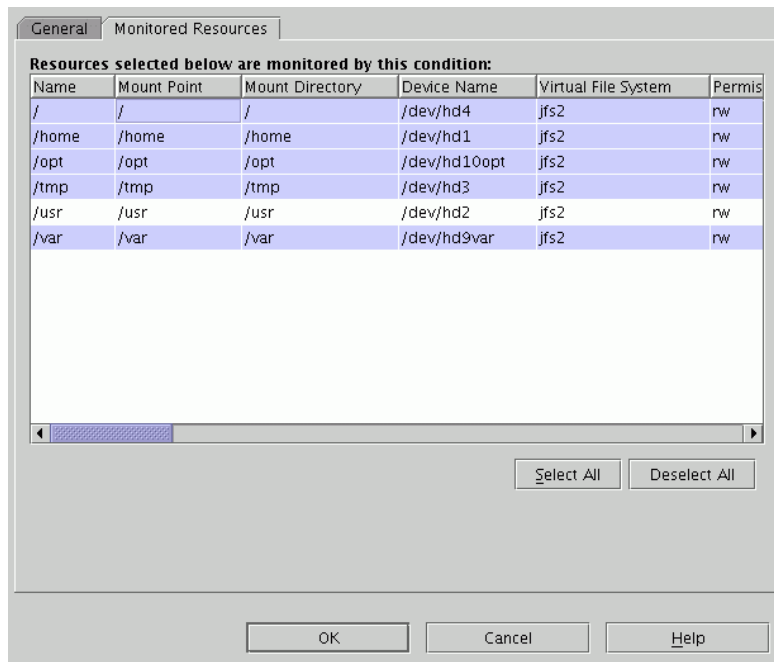 General Monitored Resources
Resources selected below are monitored by this condition:
Name Mount Point Mount Directory Device Name Virtual File System Permis
/ / / /dev/hd4 jfs2 rw
/home /home /home /dev/hd1 jfs2 rw
/opt /opt /opt /dev/hd10opt jfs2 rw
/tmp /tmp /tmp /dev/hd3 jfs2 rw
/usr /usr /usr /dev/hd2 jfs2 rw
/var /var /var /dev/hd9var jfs2 rw
Select All Deselect All
OK Cancel Help